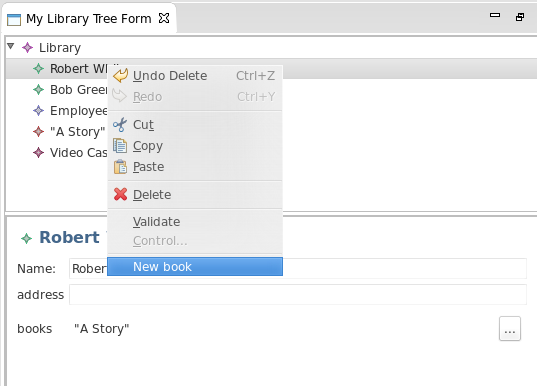 My Library Tree Form
Library
Robert
Bob Green
Employee
"A Story"
Video Cas
Undo Delete Ctrl+Z
Redo Ctrl+Y
Cut
Copy
Paste
Delete
Validate
Control...
New book
Robert
Name: Rober
address
books "A Story" ...